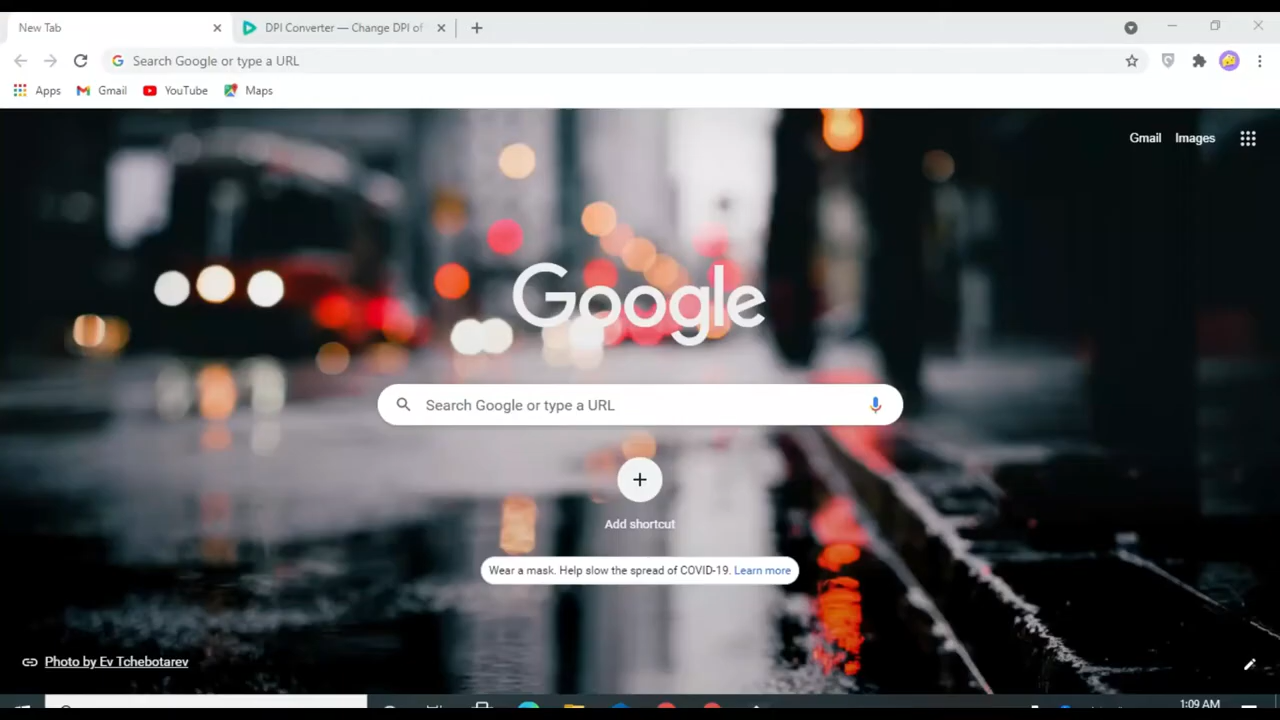 New Tab
DPI Converter — Change DPI of
Search Google or type a URL
Apps
Gmail
YouTube
Maps
Gmail
Images
Google
Search Google or type a URL
Add shortcut
Wear a mask. Help slow the spread of COVID-19. Learn more
Photo by Ev Tchebotarev
1:09 AM